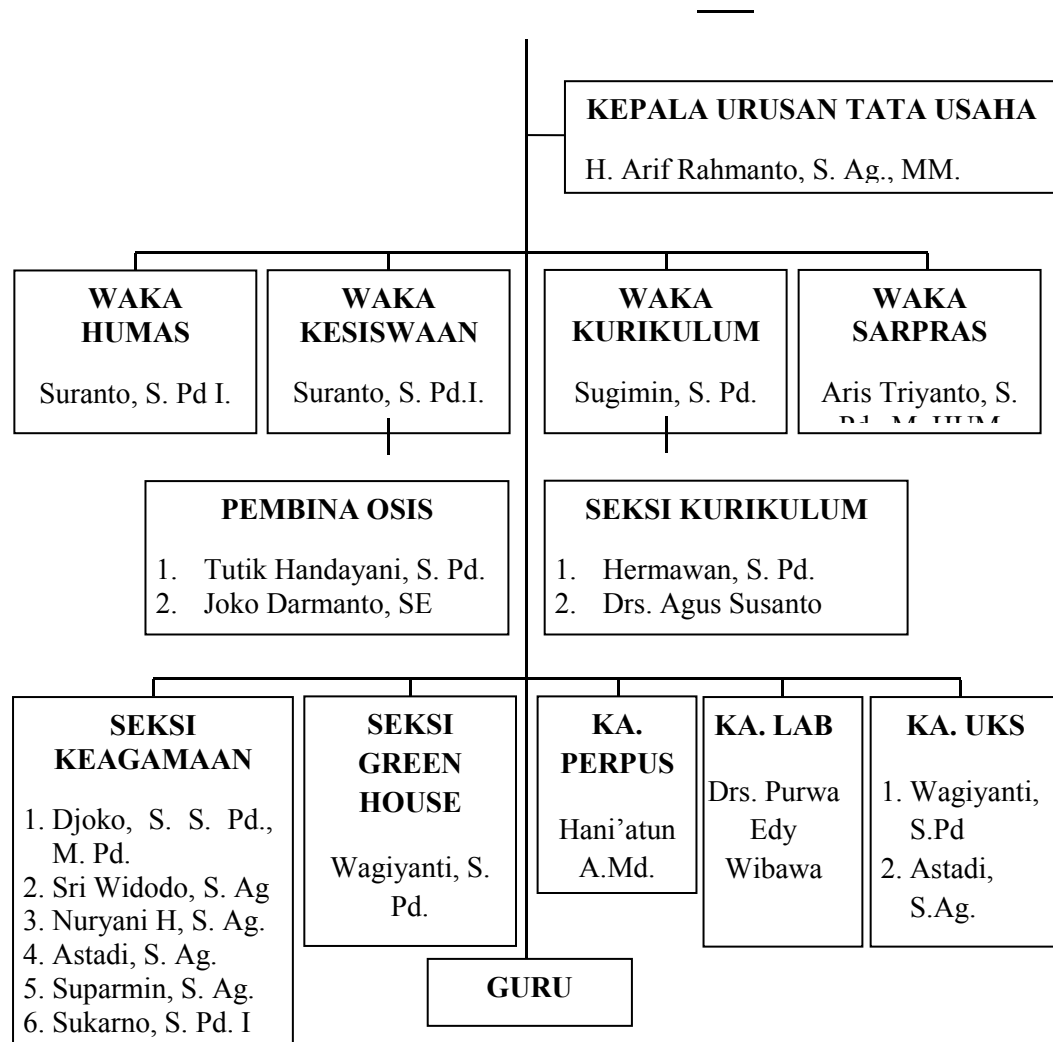 KEPALA URUSAN TATA USAHA
H. Arif Rahmanto, S. Ag., MM.
WAKA
HUMAS
Suranto, S. Pd I.
WAKA
KESISWAAN
Suranto, S. Pd.I.
WAKA
KURIKULUM
Sugimin, S. Pd.
WAKA
SARPRAS
Aris Triyanto, S.
PEMBINA OSIS
1. Tutik Handayani, S. Pd.
2. Joko Darmanto, SE
SEKSI KURIKULUM
1. Hermawan, S. Pd.
2. Drs. Agus Susanto
SEKSI
KEAGAMAAN
1. Djoko, S. S. Pd.,
M. Pd.
2. Sri Widodo, S. Ag
3. Nuryani H, S. Ag.
4. Astadi, S. Ag.
5. Suparmin, S. Ag.
6. Sukarno, S. Pd. I
SEKSI
GREEN
HOUSE
Wagiyanti, S.
Pd.
KA.
PERPUS
Hani’atun
A.Md.
KA. LAB
Drs. Purwa
Edy
Wibawa
KA. UKS
1. Wagiyanti,
S.Pd
2. Astadi,
S.Ag.
GURU